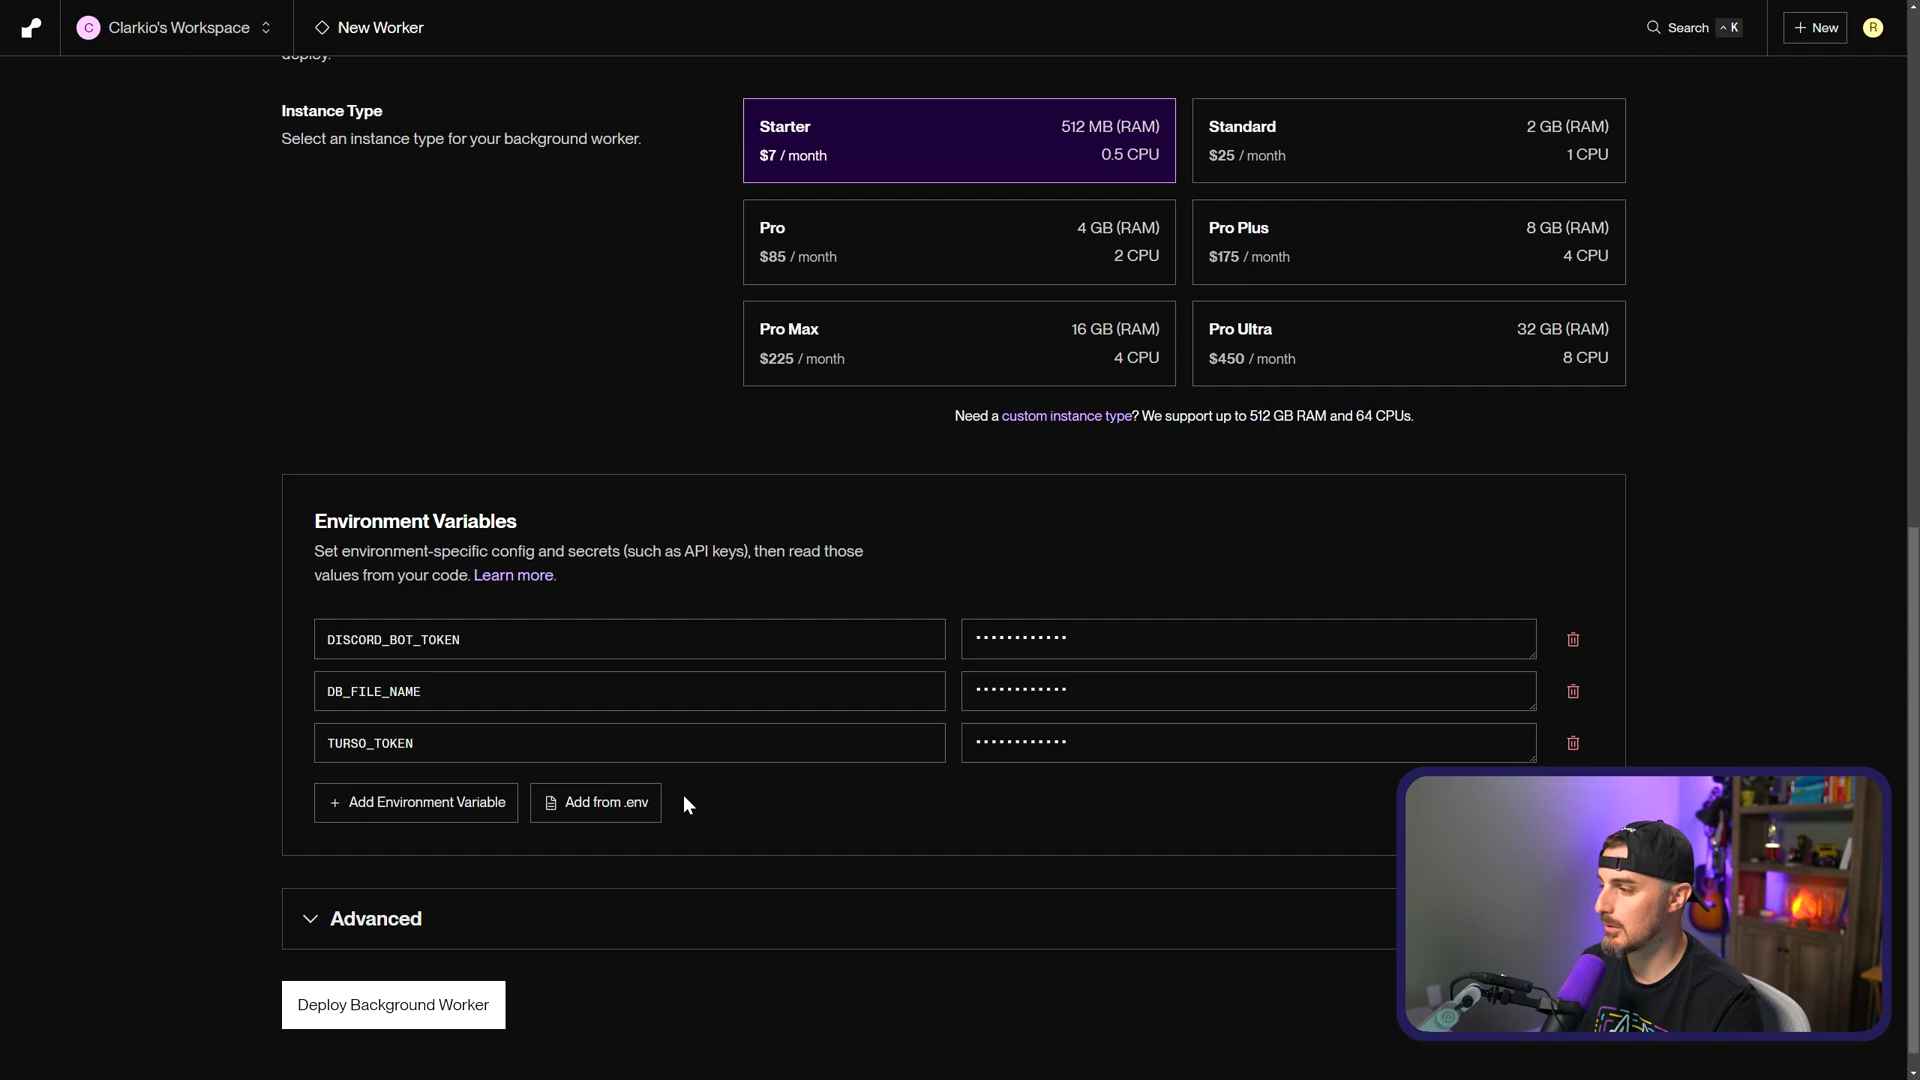 C Clarkio's Workspace
New Worker
Search ^ K
+ New
R
deploy.
Instance Type
Select an instance type for your background worker.
Starter 512 MB (RAM)
$7 / month 0.5 CPU
Standard 2 GB (RAM)
$25 / month 1 CPU
Pro 4 GB (RAM)
$85 / month 2 CPU
Pro Plus 8 GB (RAM)
$175 / month 4 CPU
Pro Max 16 GB (RAM)
$225 / month 4 CPU
Pro Ultra 32 GB (RAM)
$450 / month 8 CPU
Need a custom instance type? We support up to 512 GB RAM and 64 CPUs.
Environment Variables
Set environment-specific config and secrets (such as API keys), then read those
values from your code. Learn more.
DISCORD_BOT_TOKEN ············
DB_FILE_NAME ············
TURSO_TOKEN ············
+ Add Environment Variable
Add from .env
Advanced
Deploy Background Worker